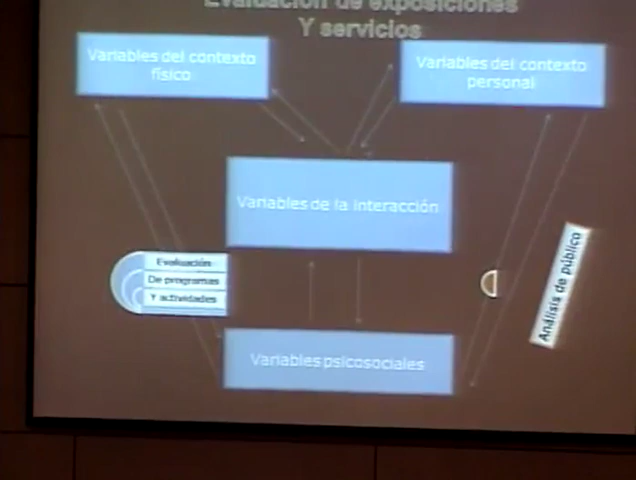 Evaluación de exposiciones
Y servicios
Variables del contexto
físico
Variables del contexto
personal
Variables de la interacción
Evaluación
De programas
Y actividades
Análisis de público
Variables psicosociales